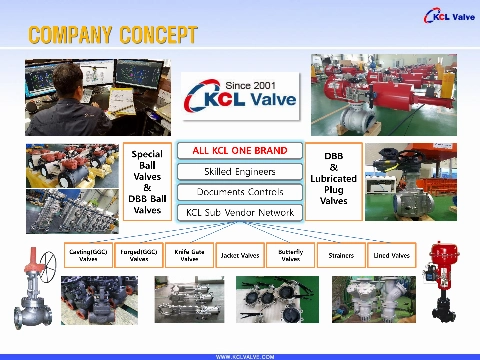 KCL Valve
COMPANY CONCEPT
Since 2001
KCL Valve
Special
Ball
Valves
&
DBB Ball
Valves
ALL KCL ONE BRAND
Skilled Engineers
Documents Controls
KCL Sub Vendor Network
DBB
&
Lubricated
Plug
Valves
Casting(GGC)
Valves
Forged(GGC)
Valves
Knife Gate
Valves
Jacket Valves
Butterfly
Valves
Strainers
Lined Valves
WWW.KCLVALVE.COM